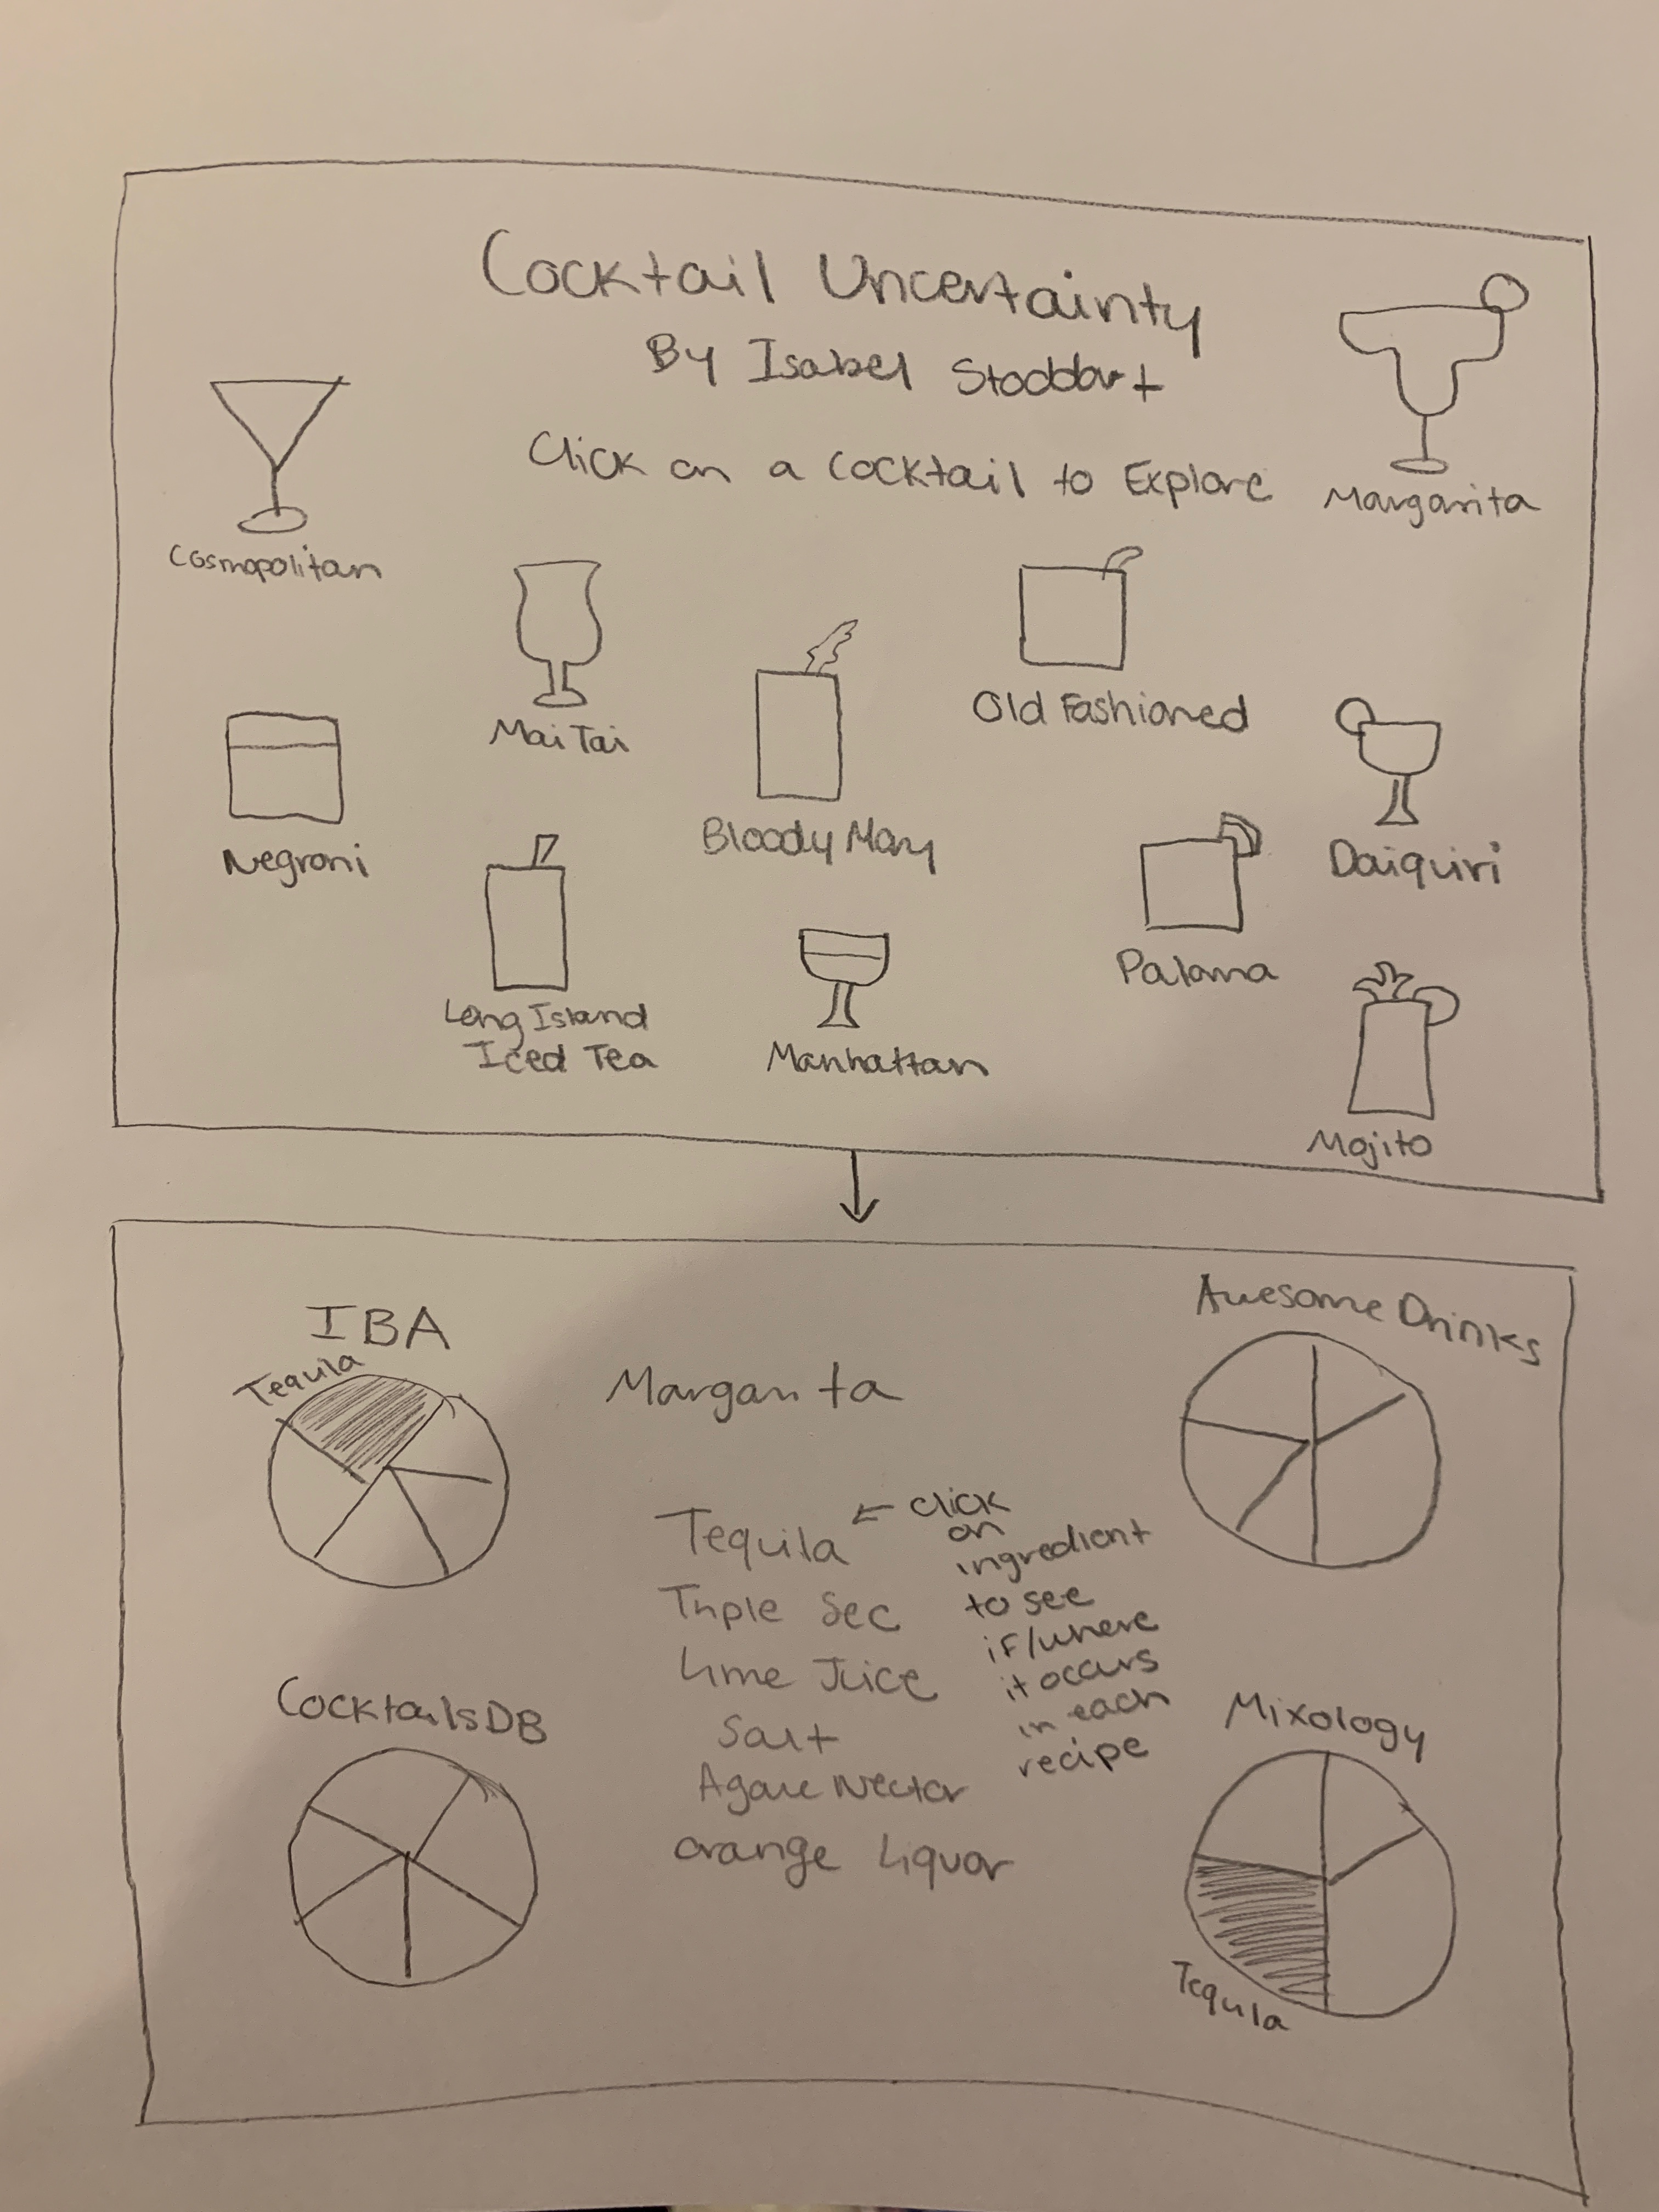 Cocktail Uncertainty
By Isabel Stoddart
Click on a Cocktail to Explore
Margarita
Cosmopolitan
Mai Tai
Old Fashioned
Negroni
Bloody Mary
Daiquiri
Paloma
Long Island
Iced Tea
Manhattan
Mojito
IBA
Tequila
Awesome Drinks
Margarita
Tequila ← click
on
ingredient
to see
if/where
it occurs
in each
recipe
Triple Sec
Lime Juice
Salt
Agave Nectar
Orange Liquor
CocktailsDB
Mixology
Tequila